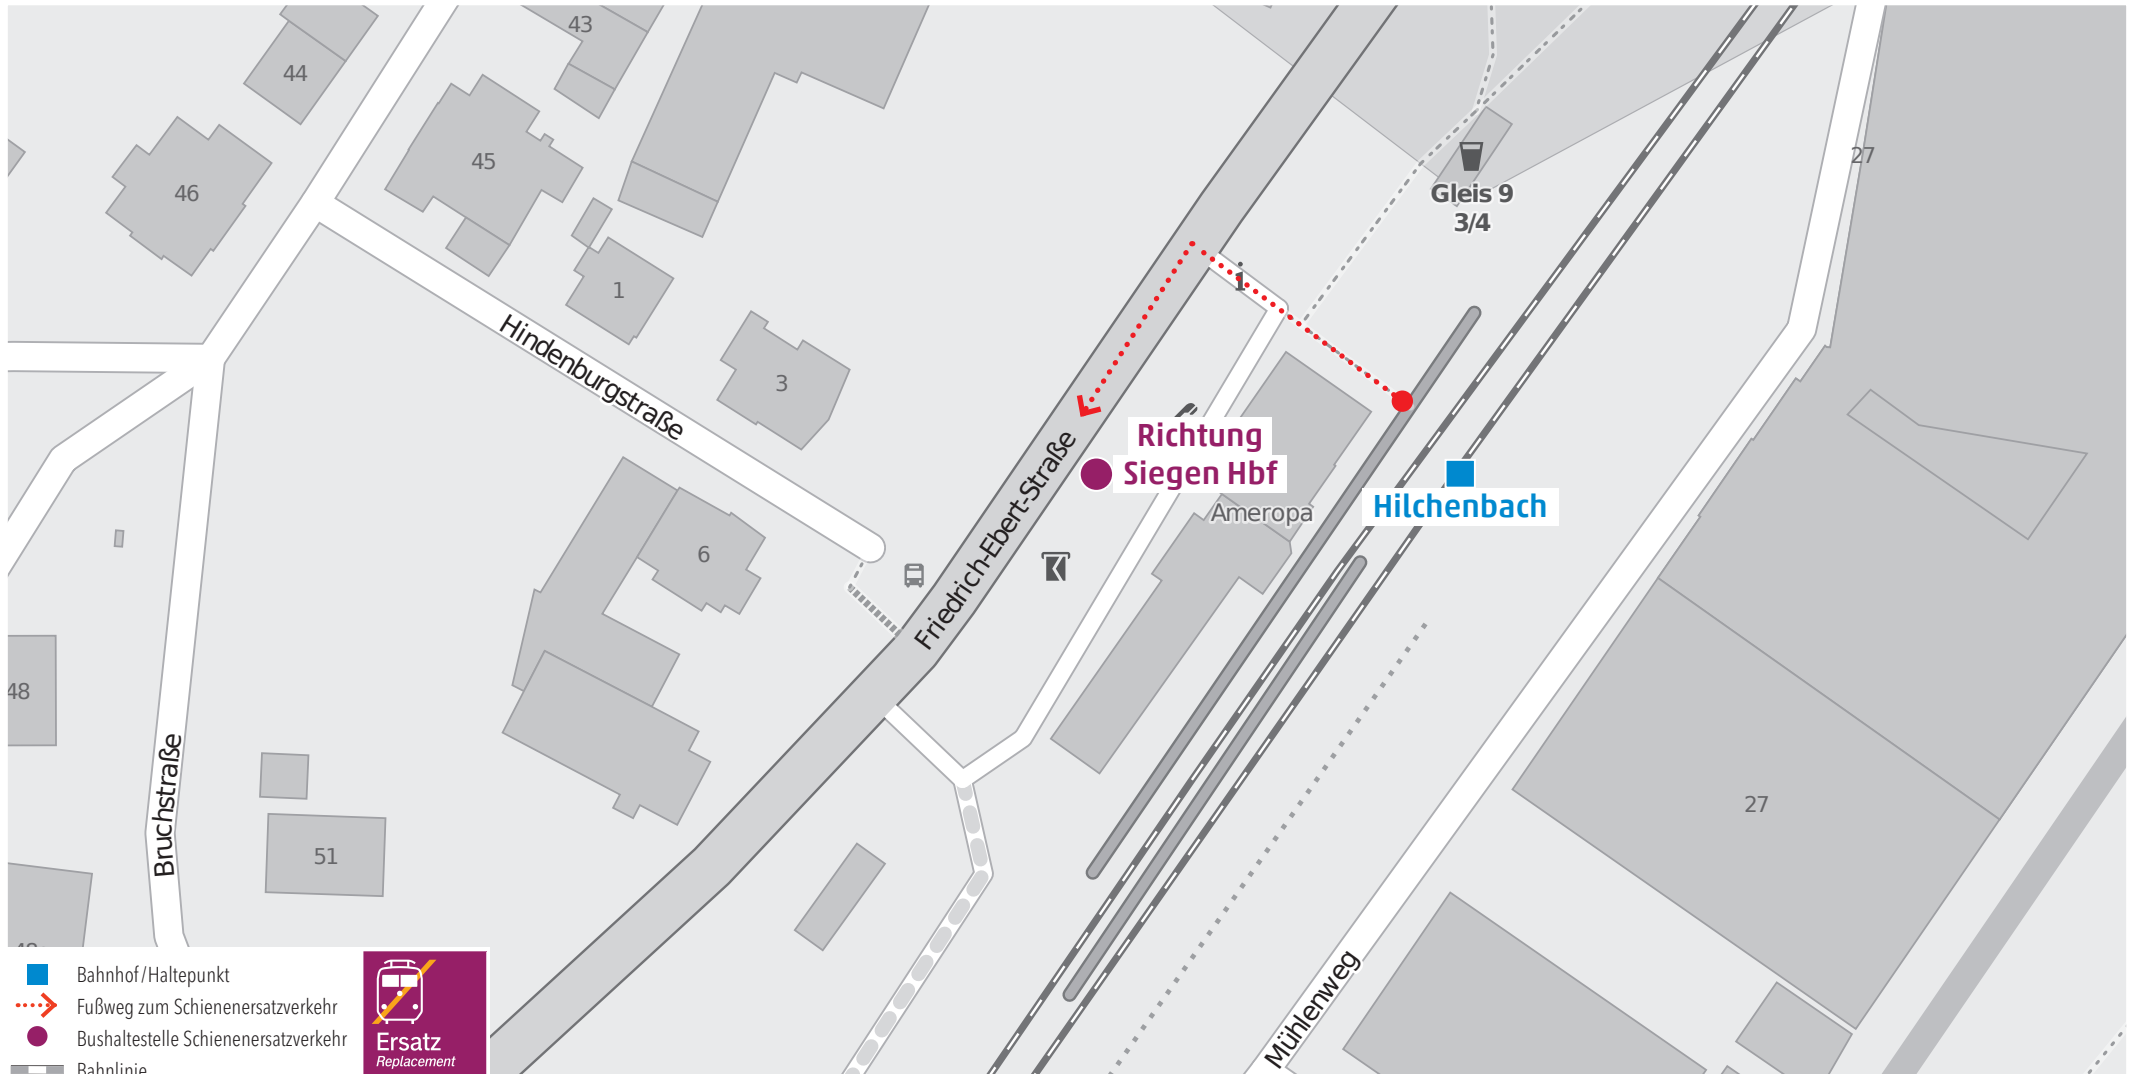 43
44
27
45
46
Gleis 9
3/4
1
Hindenburgstraße
3
Richtung
Siegen Hbf
Friedrich-Ebert-Straße
Hilchenbach
Ameropa
6
48
Bruchstraße
27
51
Mühlenweg
Bahnhof/Haltepunkt
Fußweg zum Schienenersatzverkehr
Bushaltestelle Schienenersatzverkehr
Bahnlinie
Ersatz
Replacement